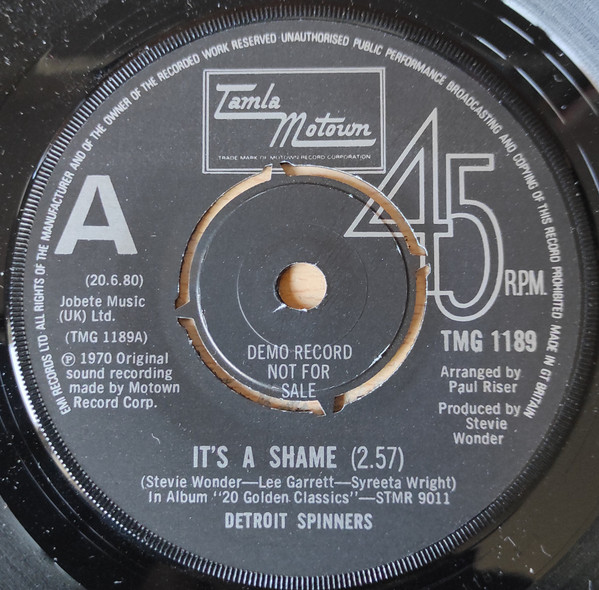 EMI RECORDS LTD · ALL RIGHTS OF THE MANUFACTURER AND OF THE OWNER OF THE RECORDED WORK RESERVED · UNAUTHORISED PUBLIC PERFORMANCE BROADCASTING AND COPYING OF THIS RECORD PROHIBITED MADE IN GT BRITAIN
Tamla
Motown
TRADE MARK OF MOTOWN RECORD CORPORATION
A
45
R.P.M.
(20.6.80)
Jobete Music
(UK) Ltd.
(TMG 1189A)
℗ 1970 Original
sound recording
made by Motown
Record Corp.
DEMO RECORD
NOT FOR
SALE
TMG 1189
Arranged by
Paul Riser
Produced by
Stevie
Wonder
IT'S A SHAME (2.57)
(Stevie Wonder—Lee Garrett—Syreeta Wright)
In Album "20 Golden Classics"—STMR 9011
DETROIT SPINNERS